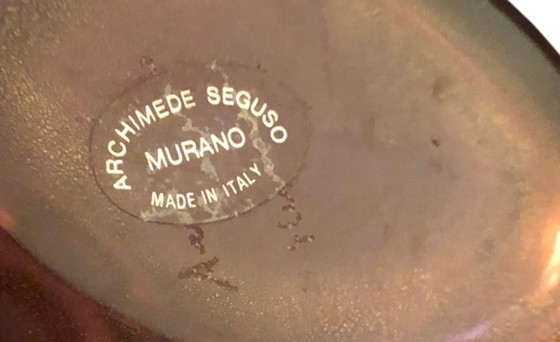 ARCHIMEDE SEGUSO
MURANO
MADE IN ITALY